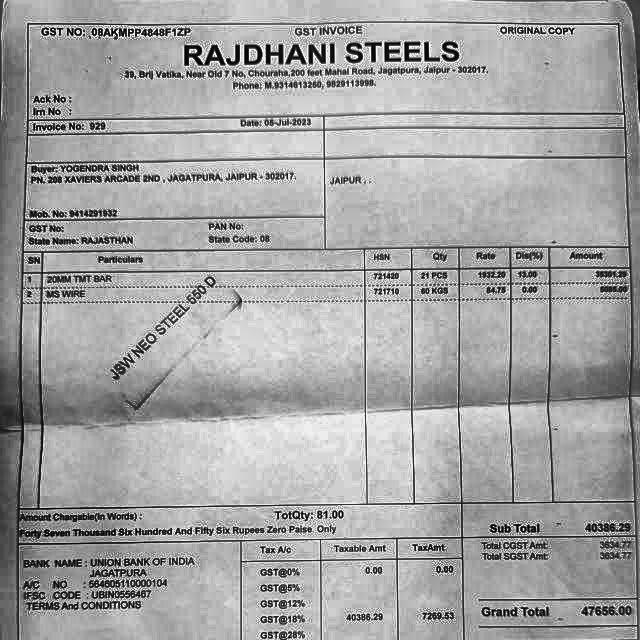 GST NO: 08AKMPP4848F1ZP GST INVOICE ORIGINAL COPY
RAJDHANI STEELS
39, Brij Vatika, Near Old 7 No, Chouraha,200 feet Mahal Road, Jagatpura, Jaipur - 302017.
Phone: M.9314613260, 9829113998.
Ack No :
Irn No :
Invoice No: 929 Date: 08-Jul-2023
Buyer: YOGENDRA SINGH
PN. 208 XAVIERS ARCADE 2ND , JAGATPURA, JAIPUR - 302017. JAIPUR , .
Mob. No: 9414291932
GST No: PAN No:
State Name: RAJASTHAN State Code: 08
SN Particulars HSN Qty Rate Dis(%) Amount
1 20MM TMT BAR 721420 21 PCS 1932.20 13.00 35301.29
2 MS WIRE 721710 60 KGS 84.75 0.00
JSW NEO STEEL 550 D
Amount Chargable(In Words) : TotQty: 81.00
Forty Seven Thousand Six Hundred And Fifty Six Rupees Zero Paise Only
Sub Total 40386.29
Total CGST Amt 3634.77
Total SGST Amt 3634.77
Grand Total 47656.00
BANK NAME : UNION BANK OF INDIA
JAGATPURA
A/C NO : 564605110000104
IFSC CODE : UBIN0556467
TERMS And CONDITIONS
Tax A/c Taxable Amt TaxAmt
GST@0% 0.00 0.00
GST@5%
GST@12%
GST@18% 40386.29 7269.53
GST@28%